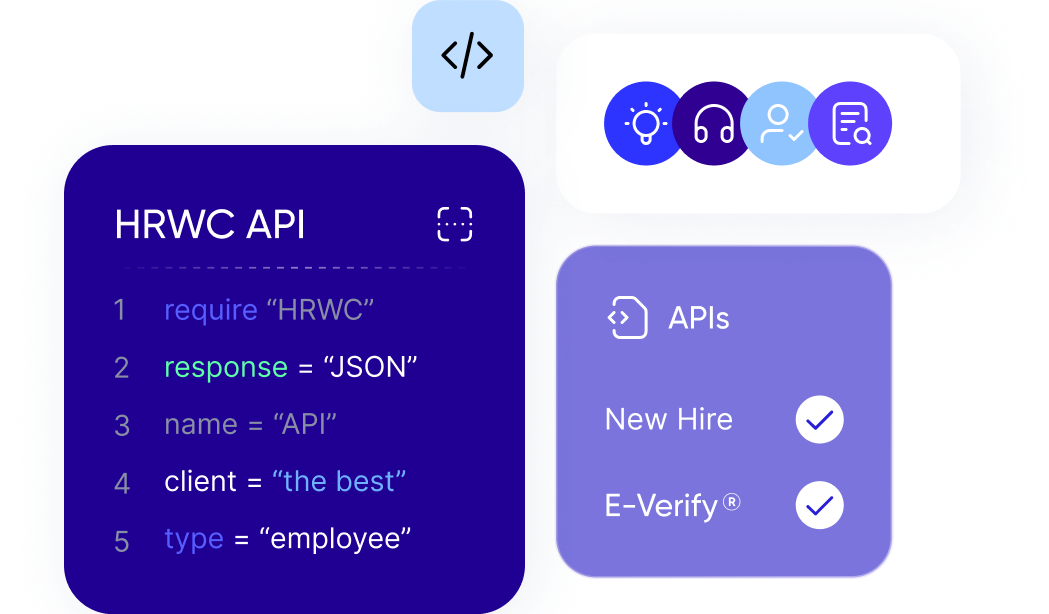 </>
HRWC API
1 require “HRWC”
2 response = “JSON”
3 name = “API”
4 client = “the best”
5 type = “employee”
APIs
New Hire
E-Verify®